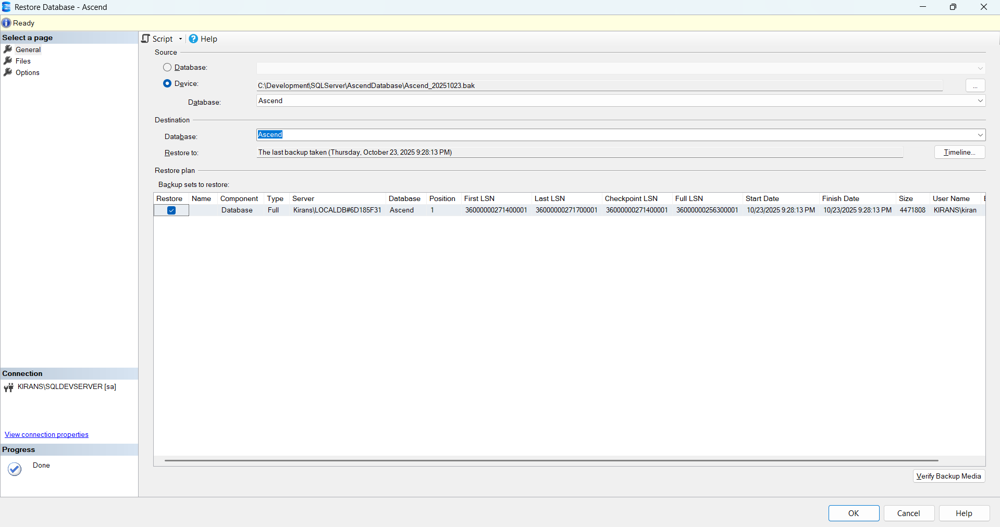 Restore Database - Ascend
Ready
Select a page
General
Files
Options
Script
Help
Source
Database:
Device:
C:\Development\SQLServer\AscendDatabase\Ascend_20251023.bak
...
Database:
Ascend
Destination
Database:
Ascend
Restore to:
The last backup taken (Thursday, October 23, 2025 9:28:13 PM)
Timeline...
Restore plan
Backup sets to restore:
Restore Name Component Type Server Database Position First LSN Last LSN Checkpoint LSN Full LSN Start Date Finish Date Size User Name
Database Full Kirans\LOCALDB#6D185F31 Ascend 1 36000000271400001 36000000271700001 36000000271400001 36000000256300001 10/23/2025 9:28:13 PM 10/23/2025 9:28:13 PM 4471808 KIRANS\kiran
Connection
KIRANS\SQLDEVSERVER [sa]
View connection properties
Progress
Done
Verify Backup Media
OK
Cancel
Help